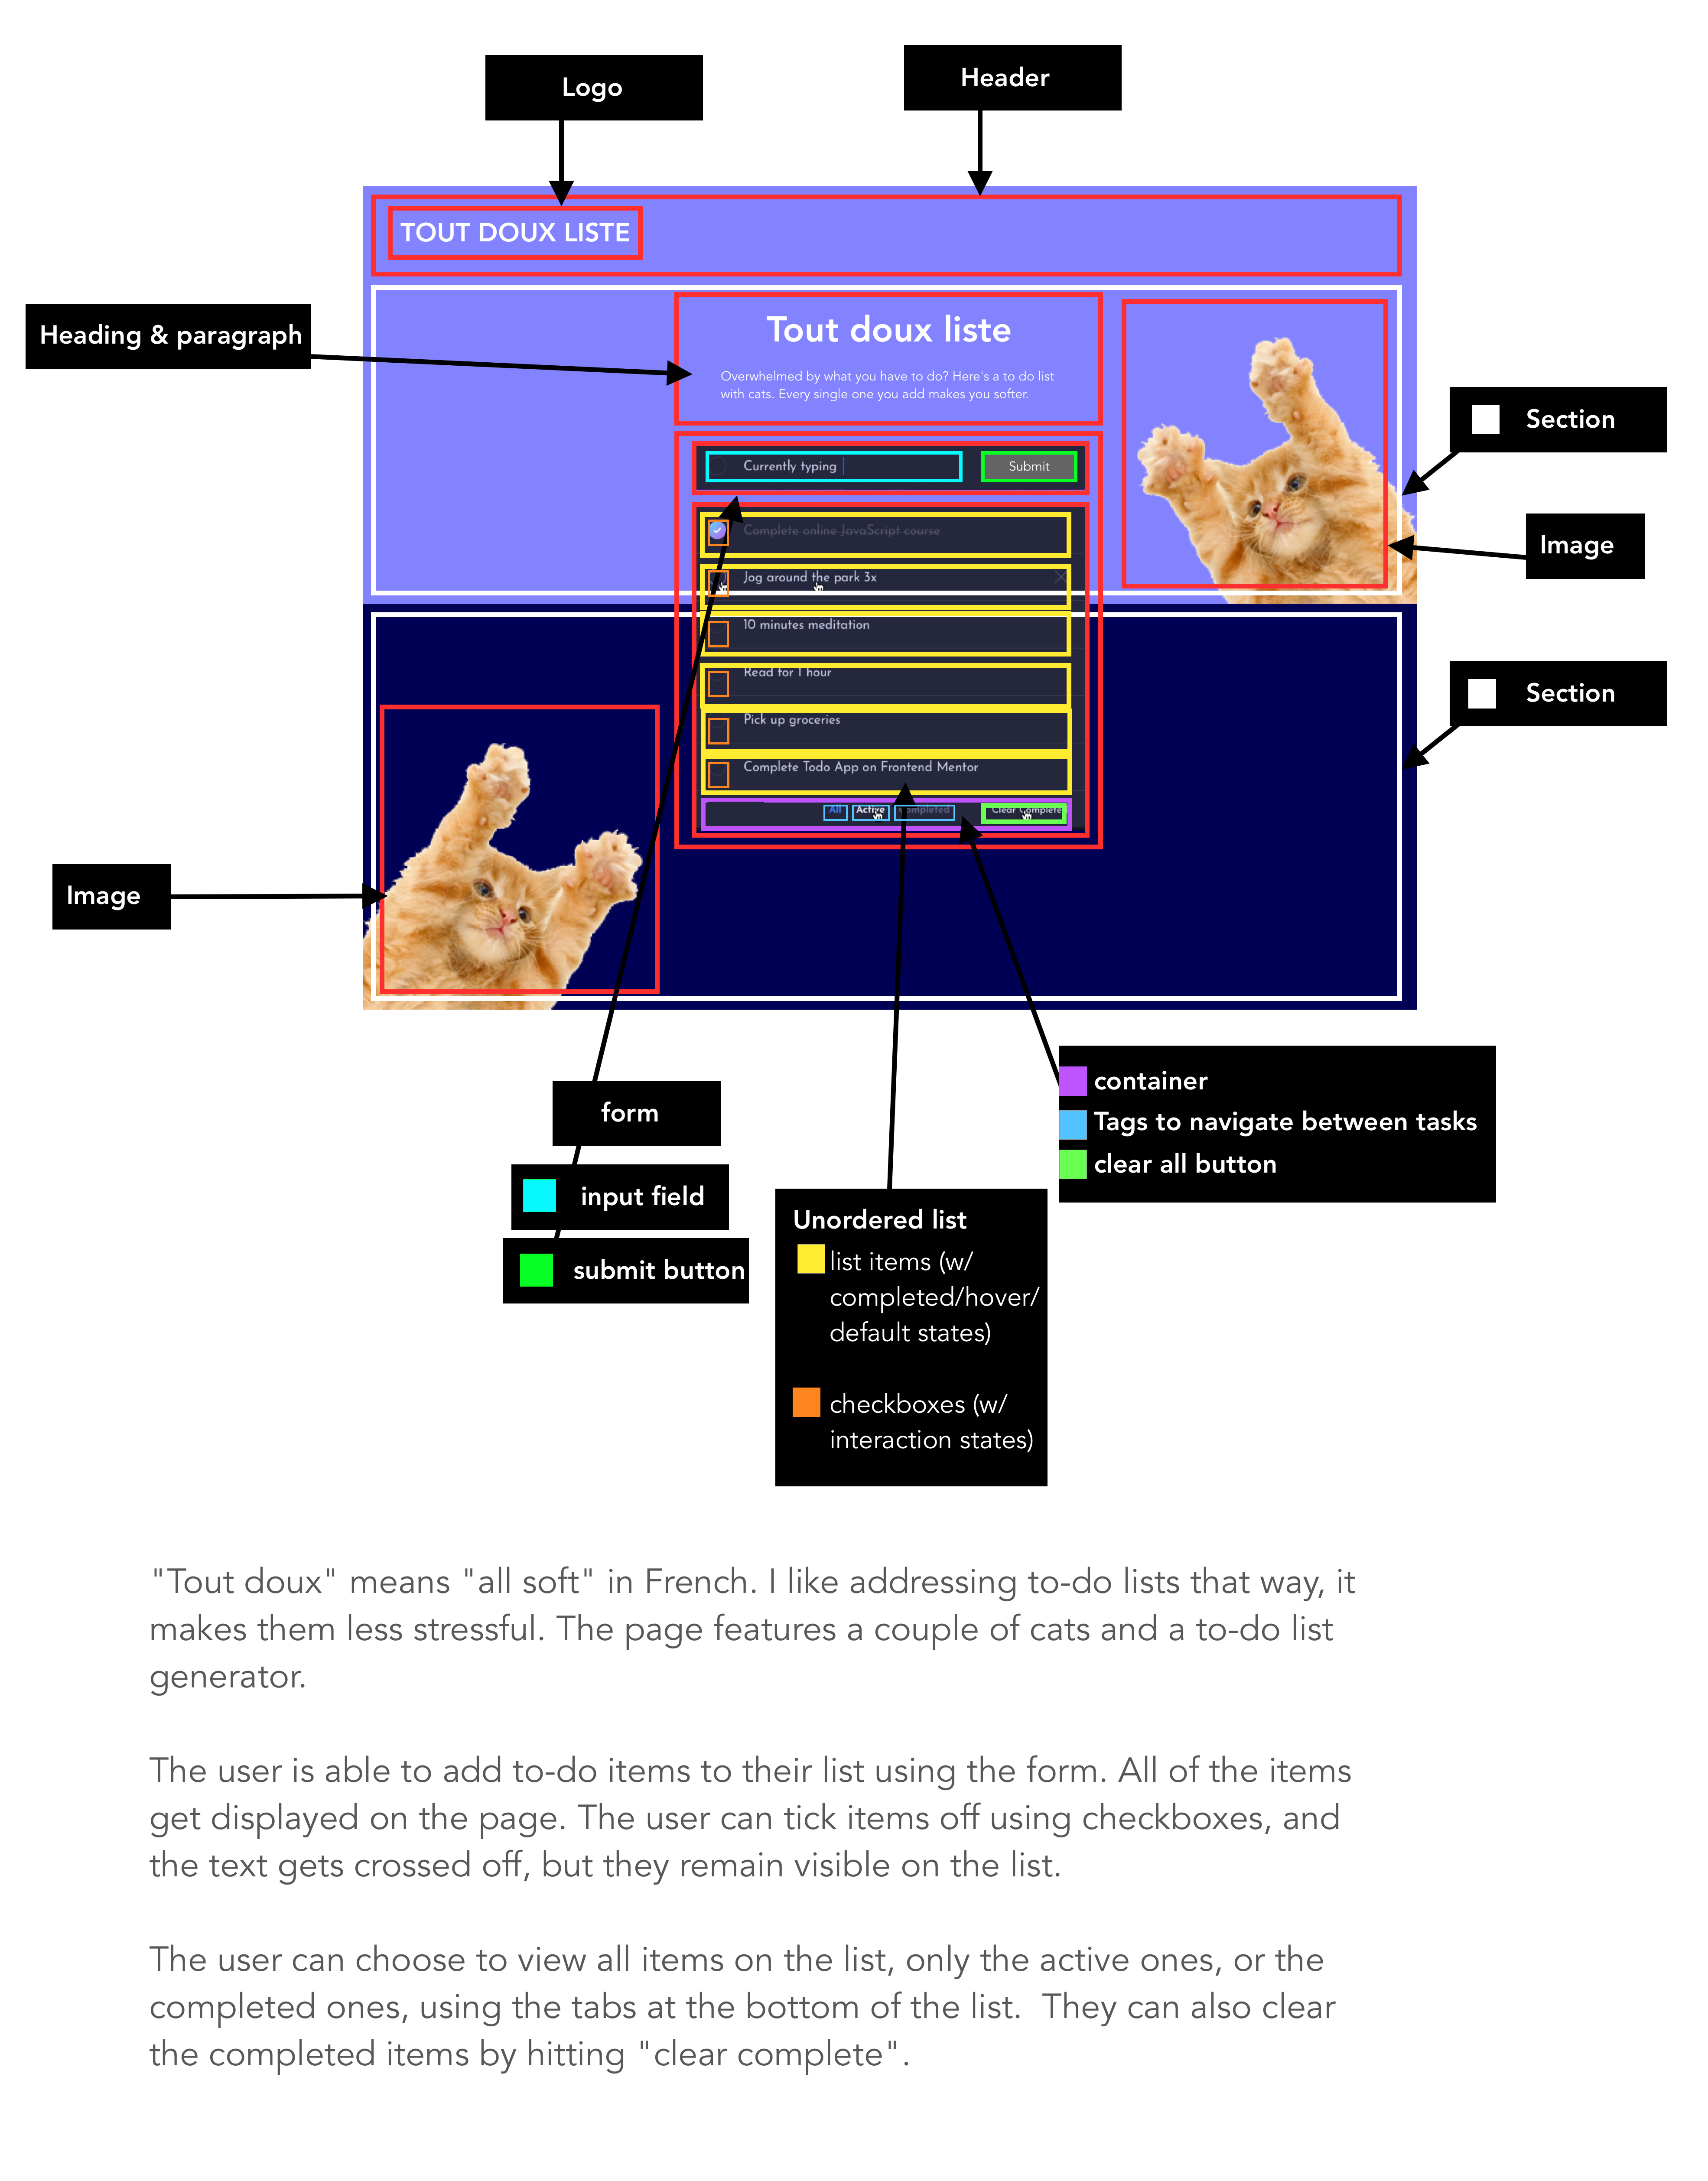 Logo
Header
TOUT DOUX LISTE
Heading & paragraph
Tout doux liste
Overwhelmed by what you have to do? Here's a to do list
with cats. Every single one you add makes you softer.
Section
Currently typing
Submit
Image
Complete online JavaScript course
Jog around the park 3x
10 minutes meditation
Read for 1 hour
Section
Pick up groceries
Complete Todo App on Frontend Mentor
All
Active
Completed
Clear Complete
Image
form
input field
submit button
container
Tags to navigate between tasks
clear all button
Unordered list
list items (w/
completed/hover/
default states)
checkboxes (w/
interaction states)
"Tout doux" means "all soft" in French. I like addressing to-do lists that way, it
makes them less stressful. The page features a couple of cats and a to-do list
generator.
The user is able to add to-do items to their list using the form. All of the items
get displayed on the page. The user can tick items off using checkboxes, and
the text gets crossed off, but they remain visible on the list.
The user can choose to view all items on the list, only the active ones, or the
completed ones, using the tabs at the bottom of the list.  They can also clear
the completed items by hitting "clear complete".